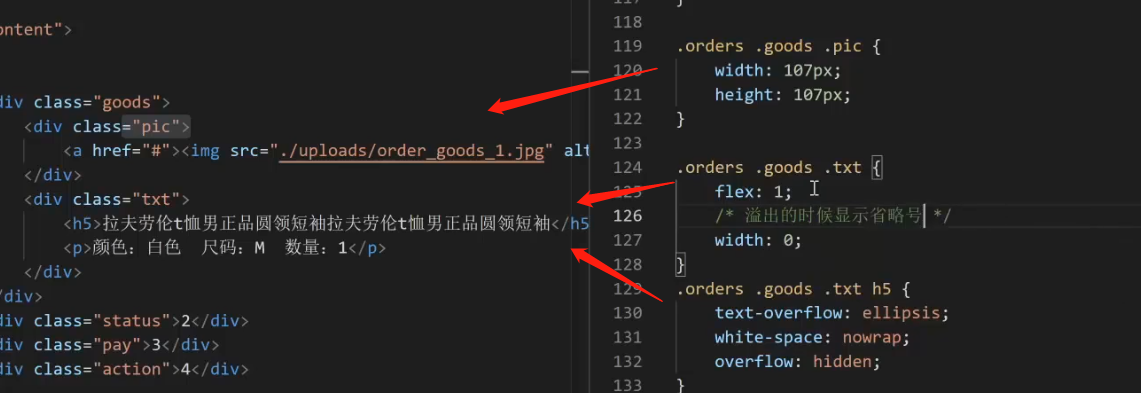 ontent">
div class="goods">
<div class="pic">
<a href="#"><img src="./uploads/order_goods_1.jpg" alt
</div>
<div class="txt">
<h5>拉夫劳伦t恤男正品圆领短袖拉夫劳伦t恤男正品圆领短袖</h5
<p>颜色：白色  尺码：M  数量：1</p>
</div>
/div>
div class="status">2</div>
div class="pay">3</div>
div class="action">4</div>
117 }
118
119 .orders .goods .pic {
120 width: 107px;
121 height: 107px;
122 }
123
124 .orders .goods .txt {
125 flex: 1;
126 /* 溢出的时候显示省略号 */
127 width: 0;
128 }
129 .orders .goods .txt h5 {
130 text-overflow: ellipsis;
131 white-space: nowrap;
132 overflow: hidden;
133 }